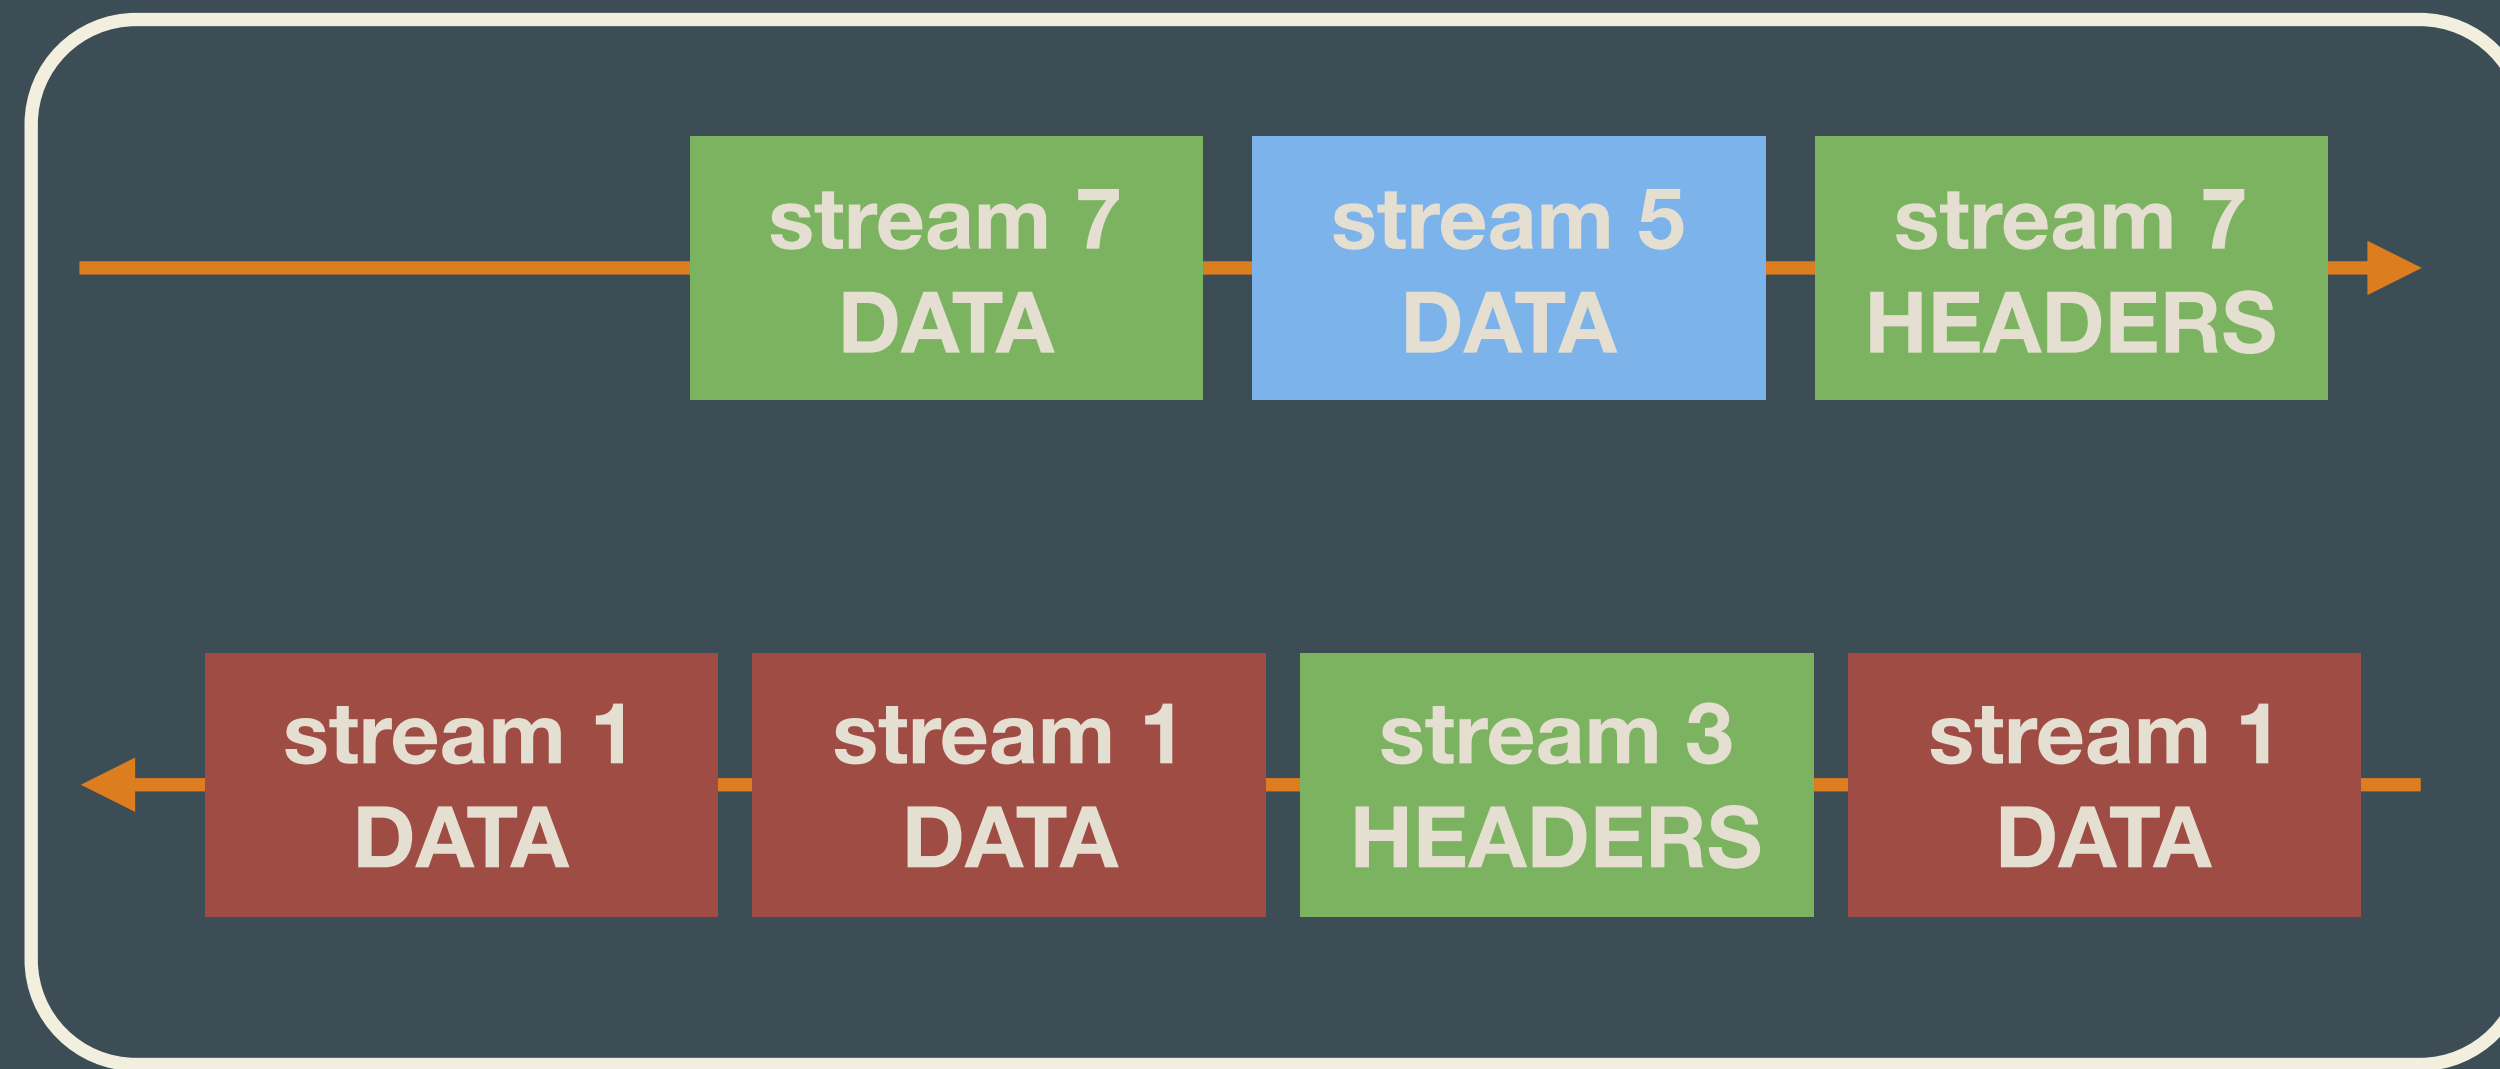 stream 7
DATA
stream 5
DATA
stream 7
HEADERS
stream 1
DATA
stream 1
DATA
stream 3
HEADERS
stream 1
DATA